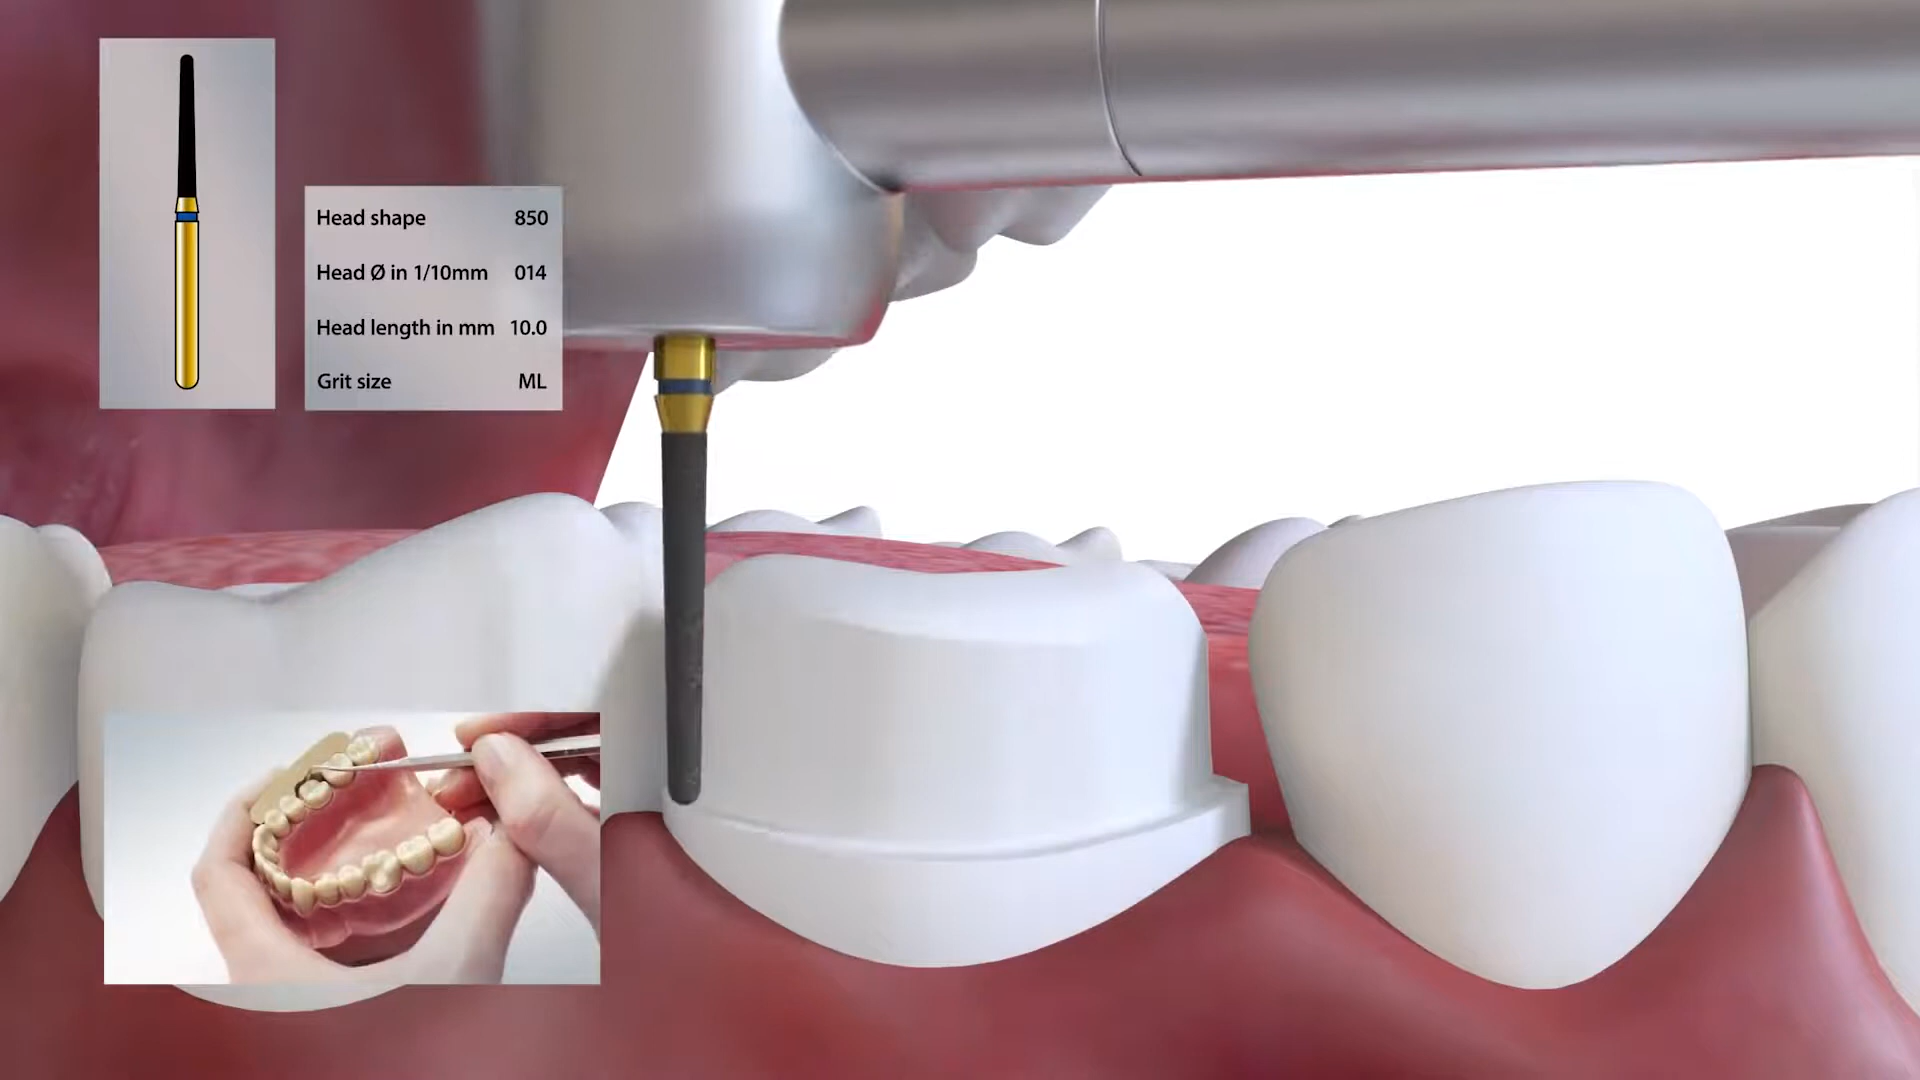 Head shape 850
Head Ø in 1/10mm 014
Head length in mm 10.0
Grit size ML